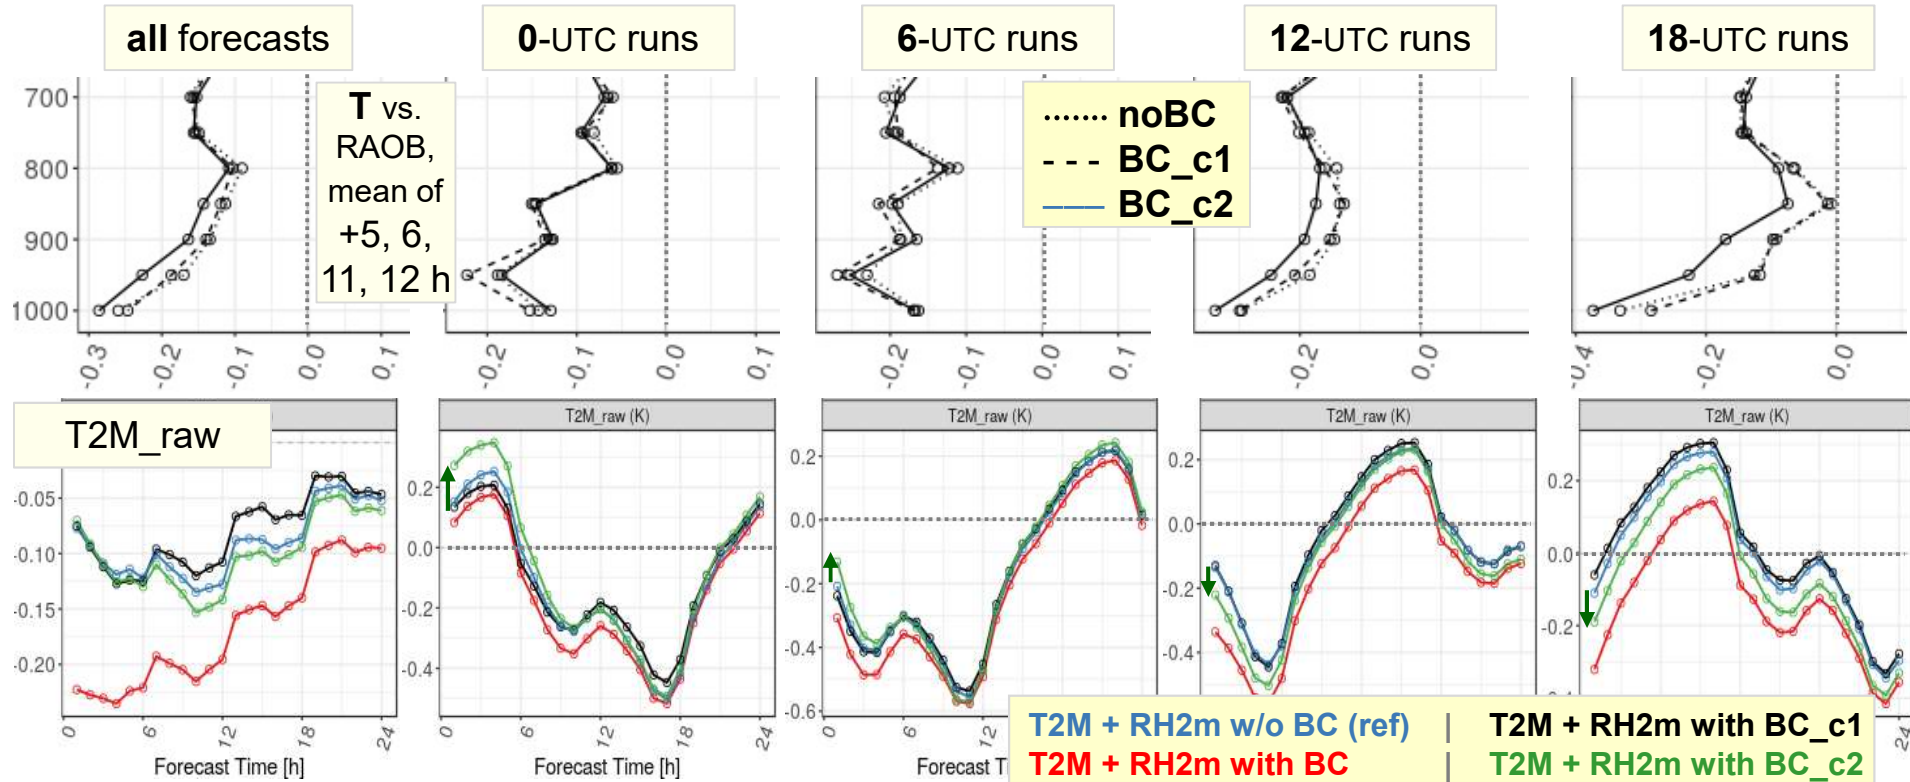 all forecasts
0-UTC runs
6-UTC runs
12-UTC runs
18-UTC runs
700
800
900
1000
T vs.
RAOB,
mean of
+5, 6,
11, 12 h
noBC
BC_c1
BC_c2
-0.3 -0.2 -0.1 0.0 0.1
-0.2 -0.1 0.0 0.1
-0.2 -0.1 0.0 0.1
-0.2 0.0
-0.4 -0.2 0.0
T2M_raw
T2M_raw (K)
T2M_raw (K)
T2M_raw (K)
T2M_raw (K)
-0.05
-0.10
-0.15
-0.20
0.2
0.0
-0.2
-0.4
0.2
0.0
-0.2
-0.4
-0.6
0.2
0.0
-0.2
-0.4
0.2
0.0
-0.2
0 6 12 18 24
0 6 12 18 24
0 6 12
24
Forecast Time [h]
Forecast Time [h]
Forecast Ti
T2M + RH2m w/o BC (ref) | T2M + RH2m with BC_c1
T2M + RH2m with BC | T2M + RH2m with BC_c2